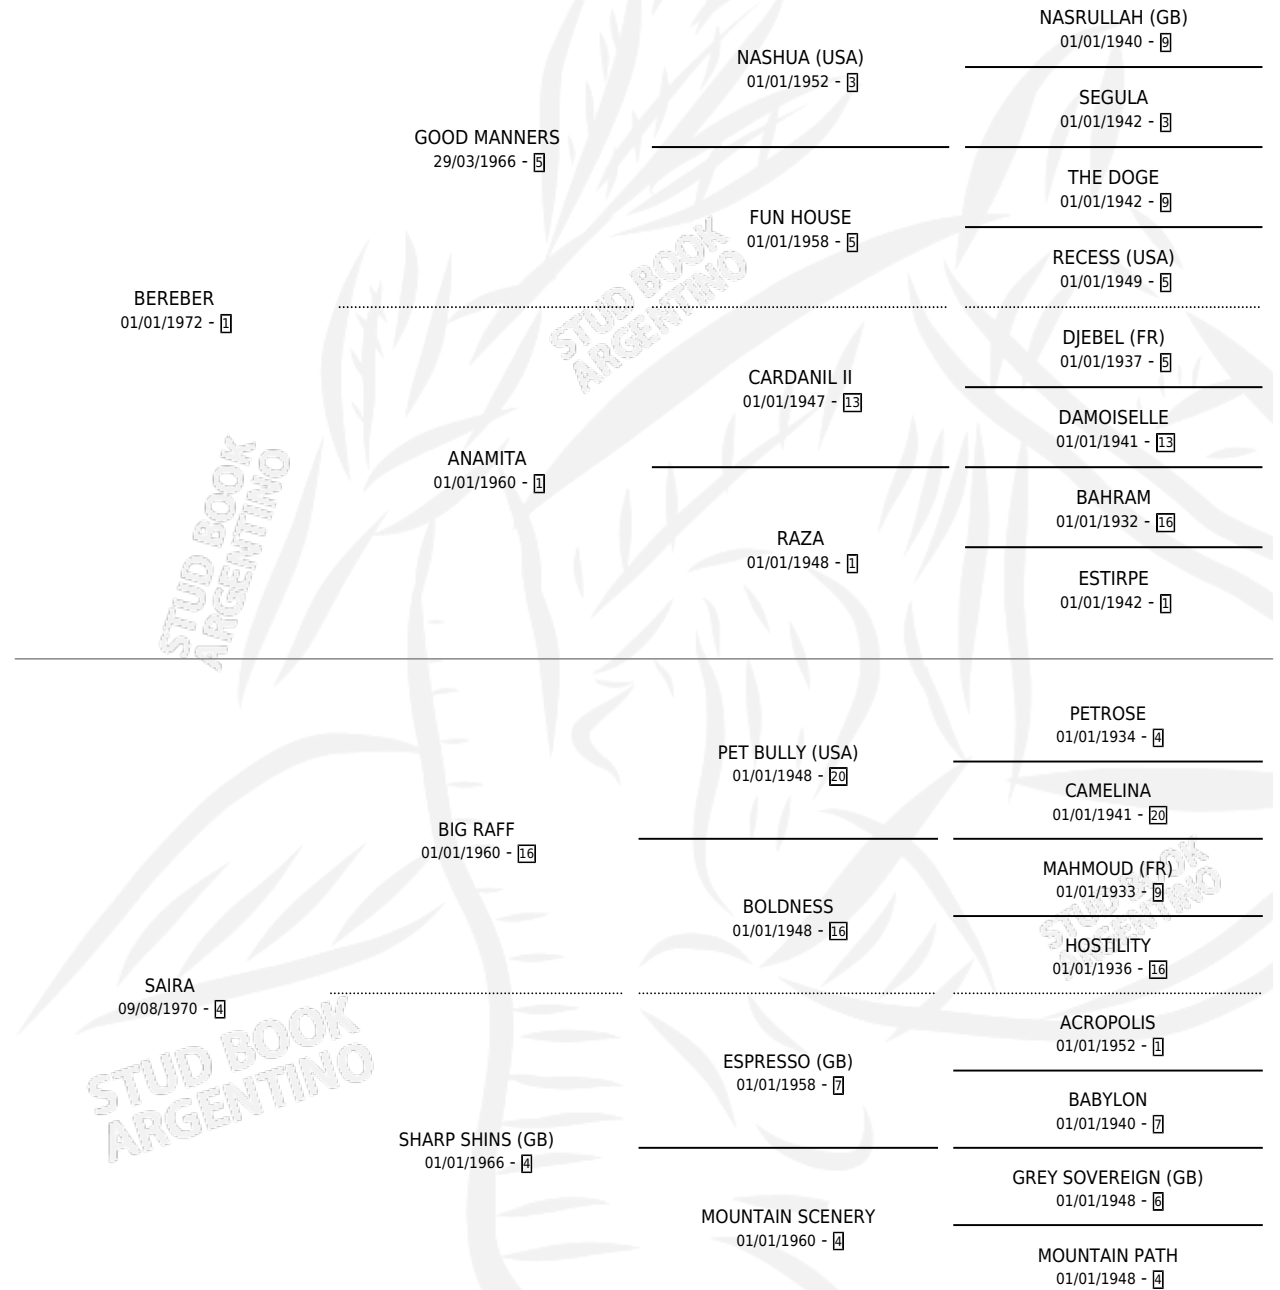 NASRULLAH (GB)
01/01/1940 - 9
NASHUA (USA)
01/01/1952 - 3
SEGULA
01/01/1942 - 3
GOOD MANNERS
29/03/1966 - 5
THE DOGE
01/01/1942 - 9
FUN HOUSE
01/01/1958 - 5
RECESS (USA)
01/01/1949 - 5
BEREBER
01/01/1972 - 1
DJEBEL (FR)
01/01/1937 - 5
CARDANIL II
01/01/1947 - 13
DAMOISELLE
01/01/1941 - 13
ANAMITA
01/01/1960 - 1
BAHRAM
01/01/1932 - 16
RAZA
01/01/1948 - 1
ESTIRPE
01/01/1942 - 1
PETROSE
01/01/1934 - 4
PET BULLY (USA)
01/01/1948 - 20
CAMELINA
01/01/1941 - 20
BIG RAFF
01/01/1960 - 16
MAHMOUD (FR)
01/01/1933 - 9
BOLDNESS
01/01/1948 - 16
HOSTILITY
01/01/1936 - 16
SAIRA
09/08/1970 - 4
ACROPOLIS
01/01/1952 - 1
ESPRESSO (GB)
01/01/1958 - 7
BABYLON
01/01/1940 - 7
SHARP SHINS (GB)
01/01/1966 - 4
GREY SOVEREIGN (GB)
01/01/1948 - 6
MOUNTAIN SCENERY
01/01/1960 - 4
MOUNTAIN PATH
01/01/1948 - 4
STUD BOOK
ARGENTINO
STUD BOOK
ARGENTINO
STUD BOOK
ARGENTINO
STUD BOOK
ARGENTINO